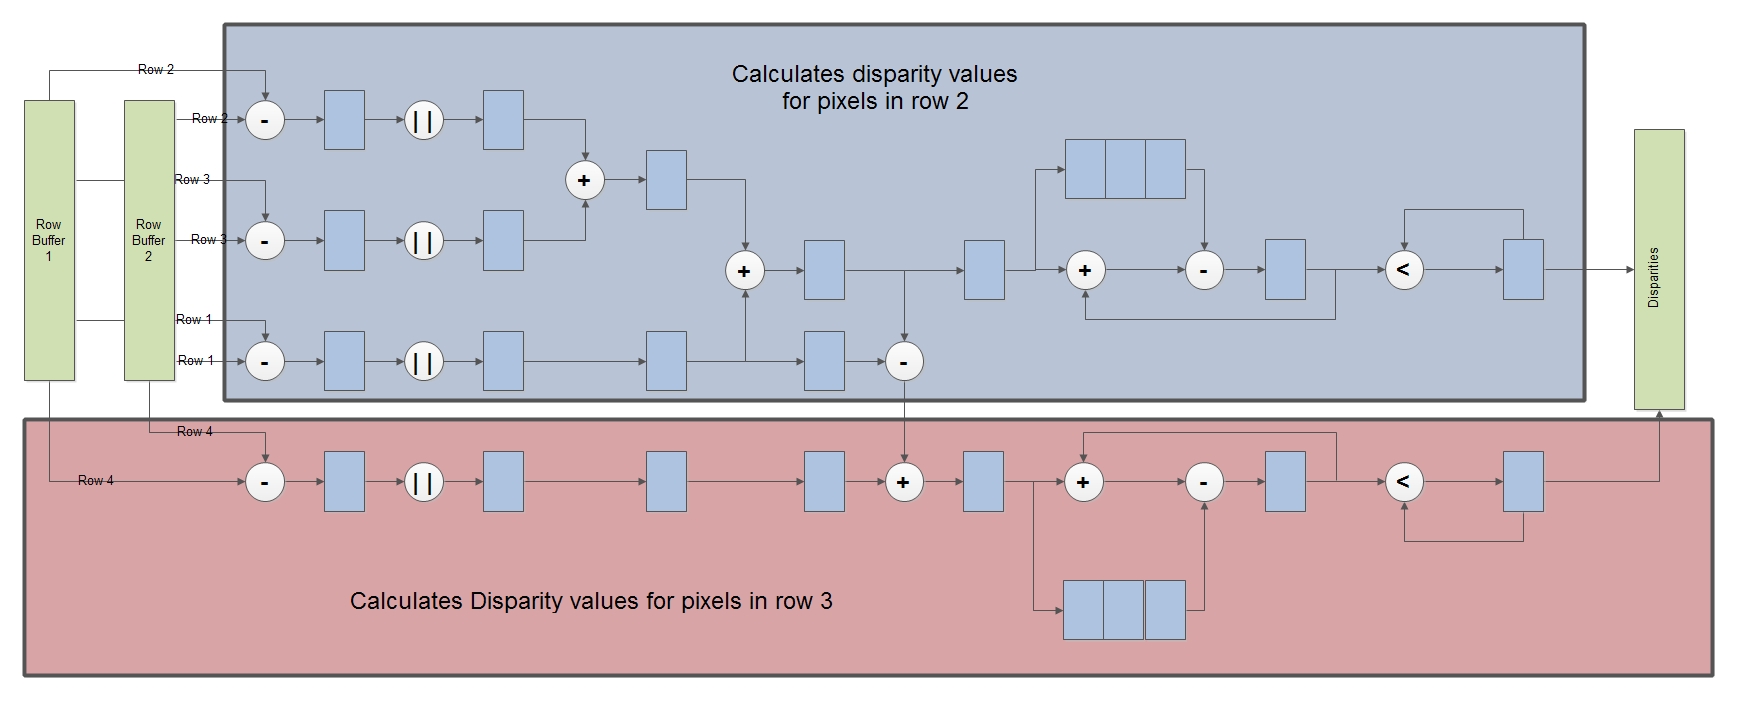 Calculates disparity values
for pixels in row 2
Row 2
Row 2
| |
-
Row 3
+
Row 3
-
| |
Row
Buffer
1
Row
Buffer
2
+
+
-
<
Disparities
Row 1
Row 1
-
| |
-
Row 4
Row 4
-
| |
+
+
-
<
Calculates Disparity values for pixels in row 3